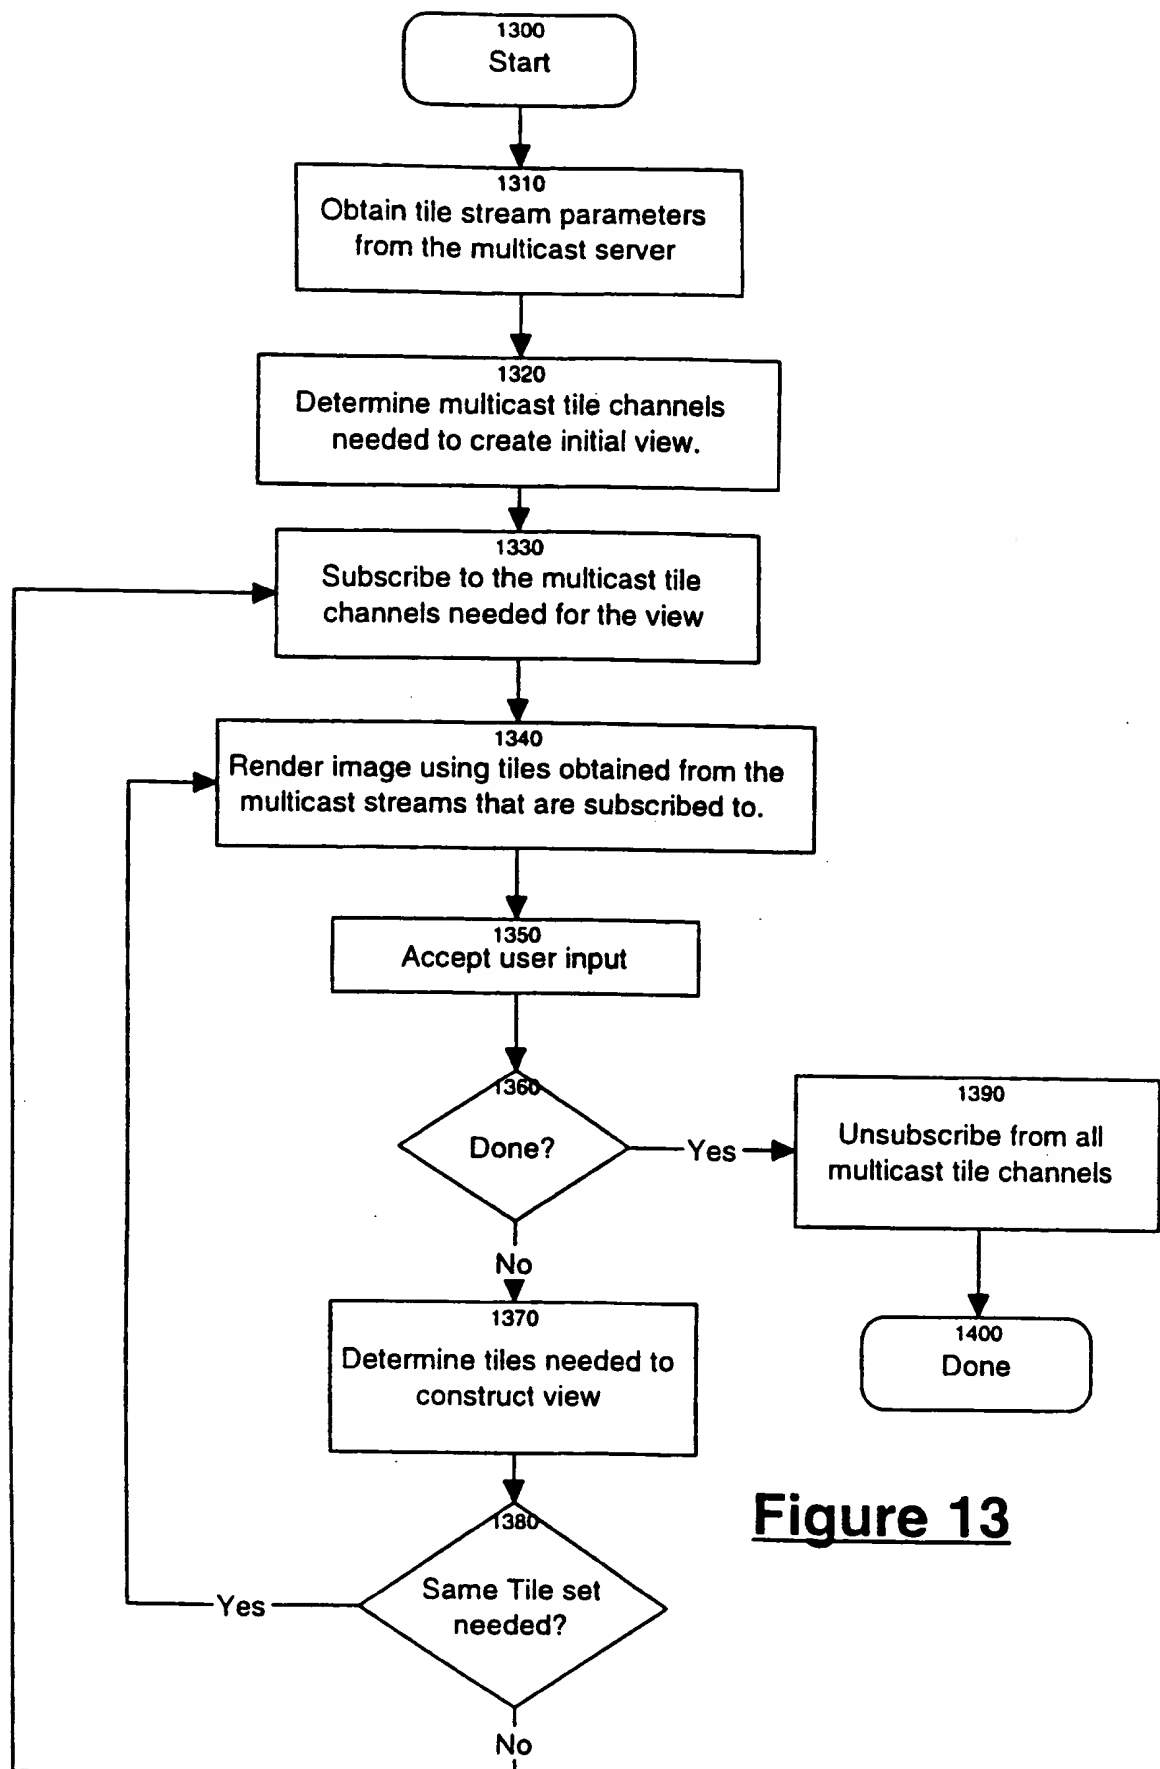 1300
Start
1310
Obtain tile stream parameters
from the multicast server
1320
Determine multicast tile channels
needed to create initial view.
1330
Subscribe to the multicast tile
channels needed for the view
1340
Render image using tiles obtained from the
multicast streams that are subscribed to.
1350
Accept user input
1360
Done?
Yes
1390
Unsubscribe from all
multicast tile channels
No
1370
Determine tiles needed to
construct view
1400
Done
1380
Same Tile set
needed?
Yes
No
Figure 13